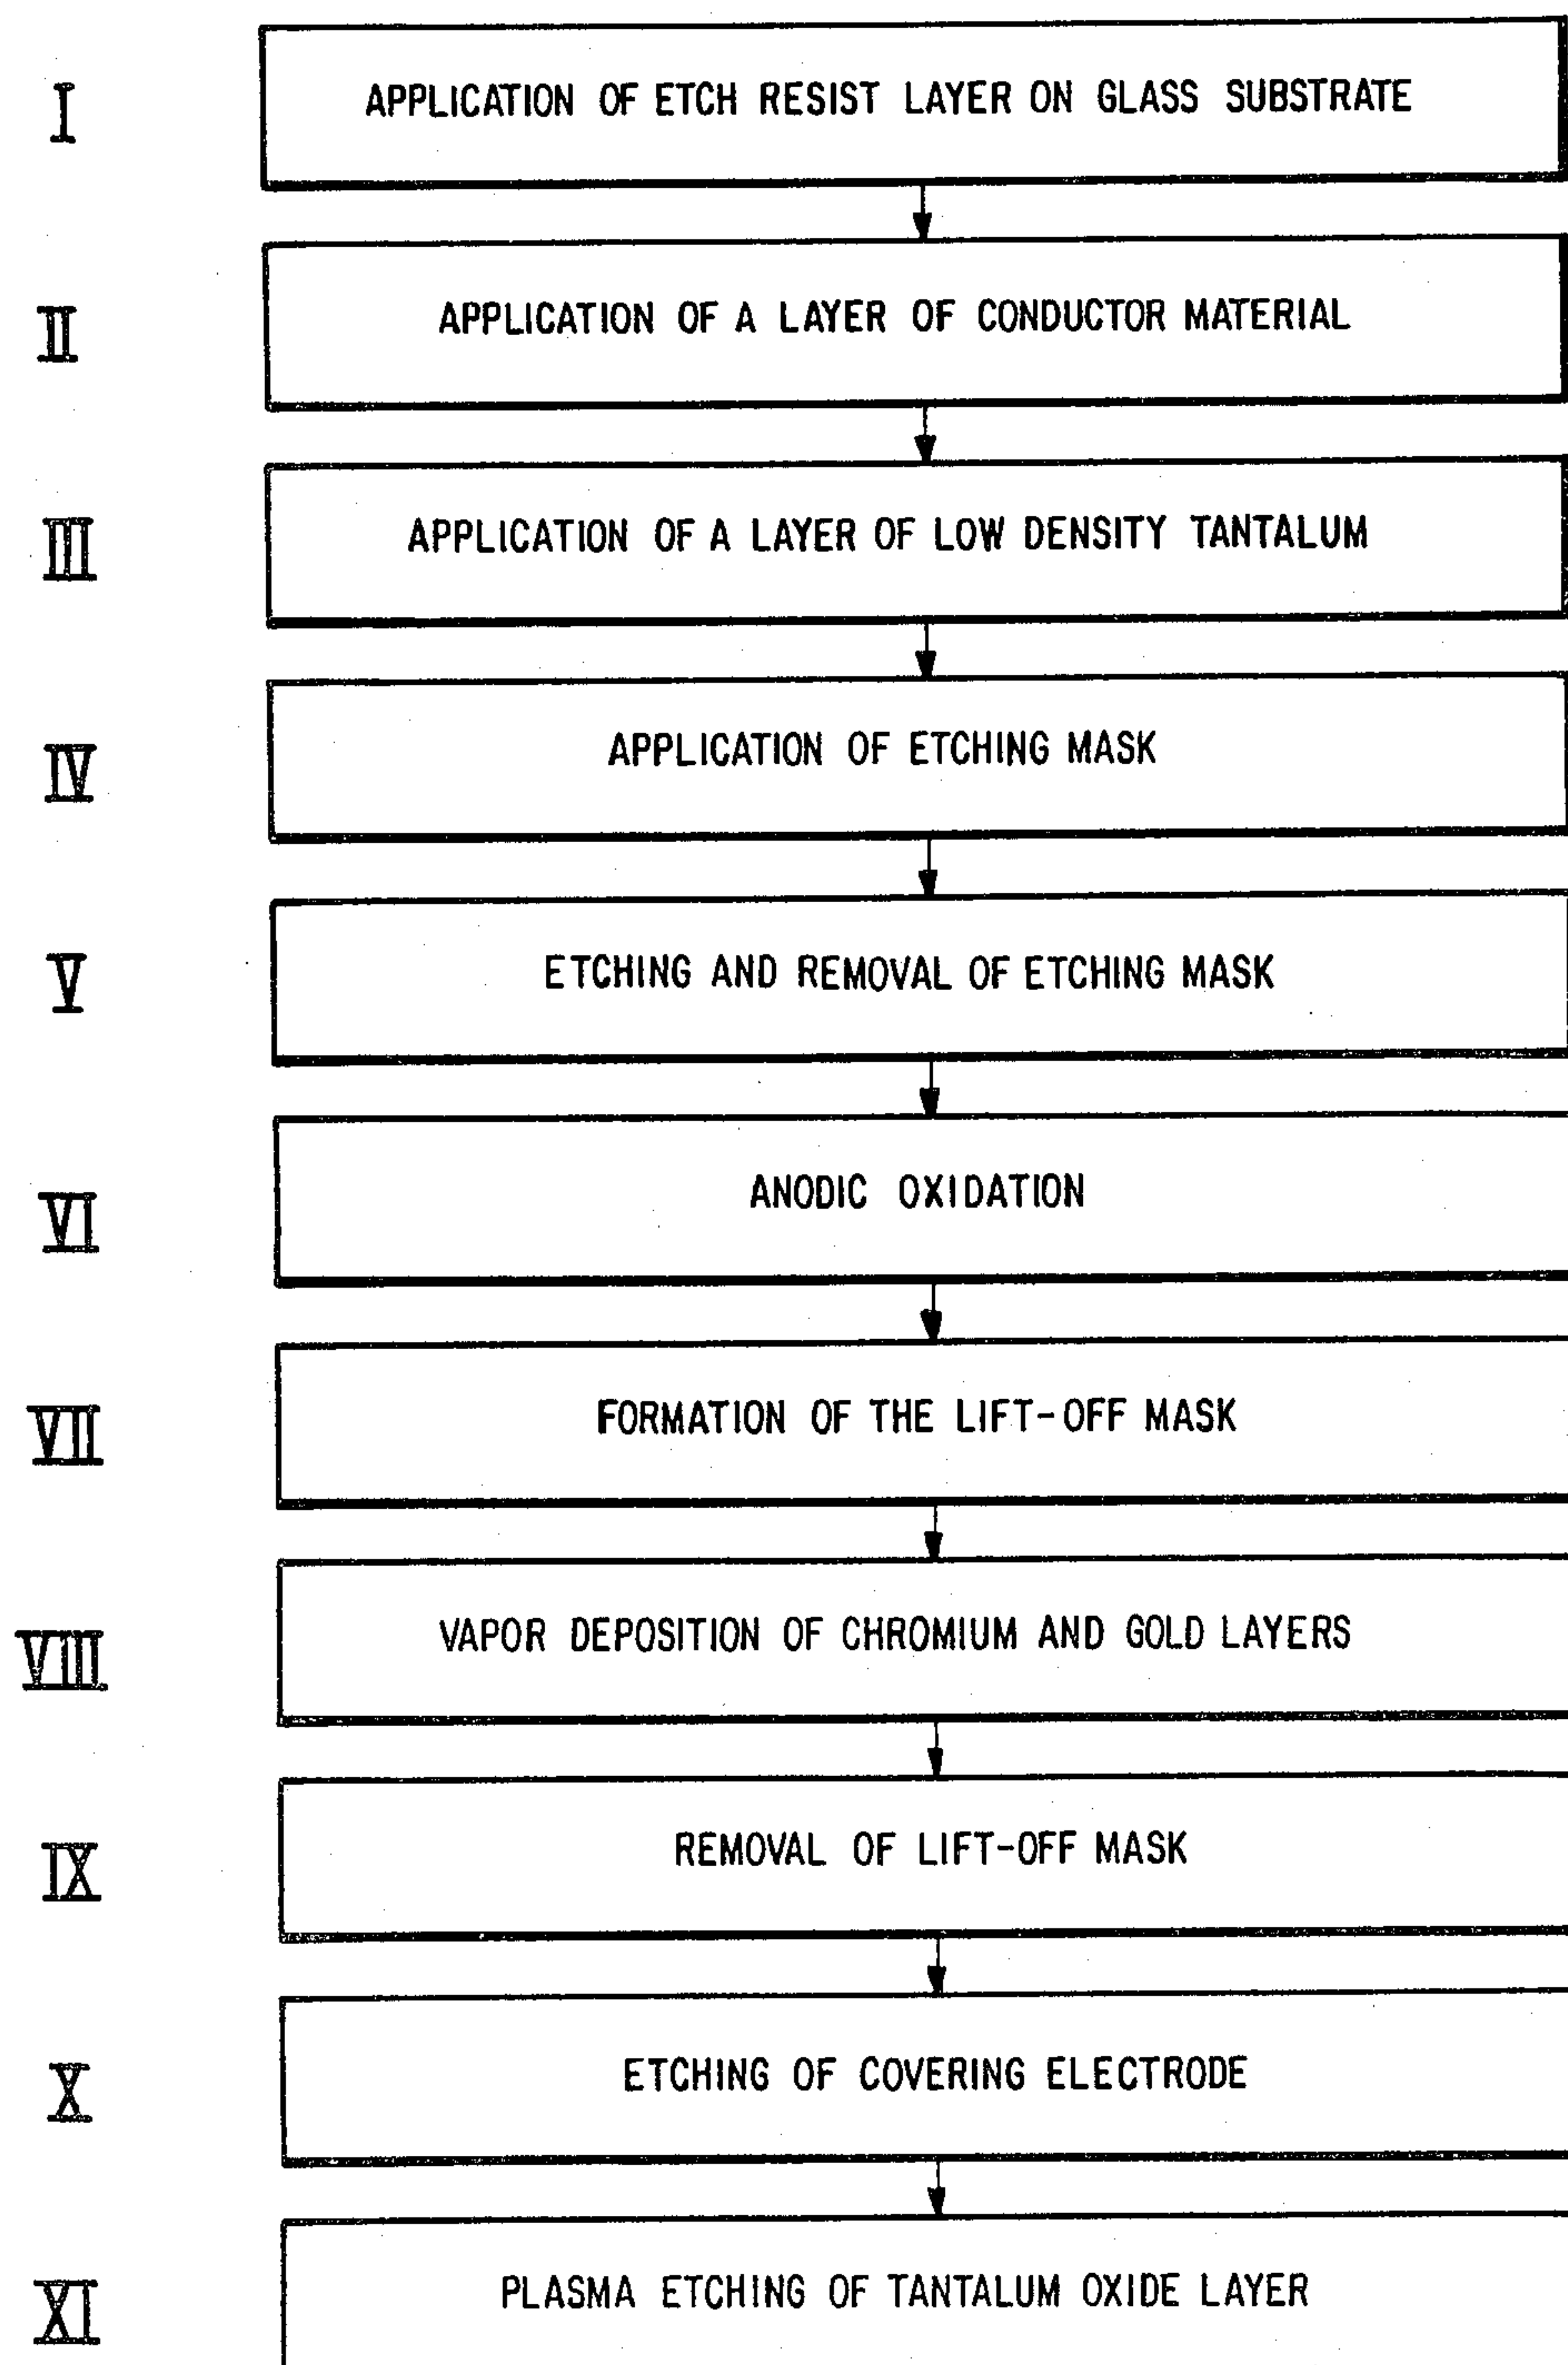 I
APPLICATION OF ETCH RESIST LAYER ON GLASS SUBSTRATE
II
APPLICATION OF A LAYER OF CONDUCTOR MATERIAL
III
APPLICATION OF A LAYER OF LOW DENSITY TANTALUM
IV
APPLICATION OF ETCHING MASK
V
ETCHING AND REMOVAL OF ETCHING MASK
VI
ANODIC OXIDATION
VII
FORMATION OF THE LIFT-OFF MASK
VIII
VAPOR DEPOSITION OF CHROMIUM AND GOLD LAYERS
IX
REMOVAL OF LIFT-OFF MASK
X
ETCHING OF COVERING ELECTRODE
XI
PLASMA ETCHING OF TANTALUM OXIDE LAYER